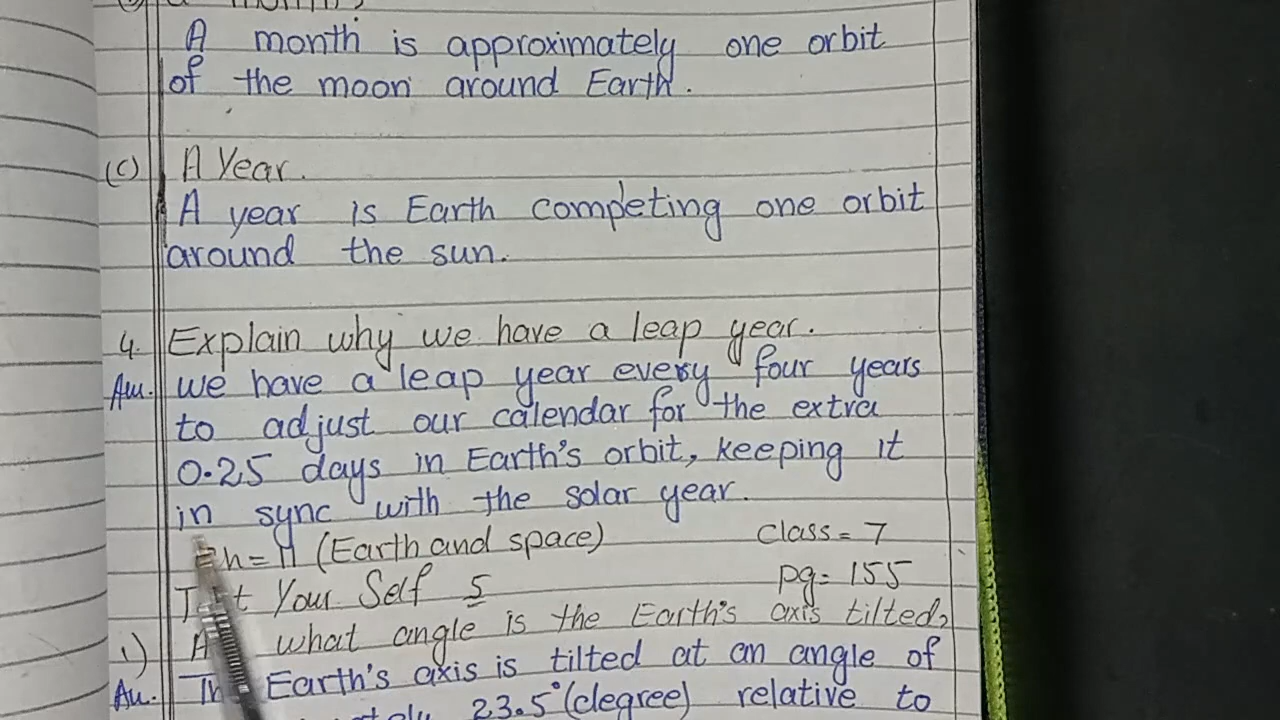 A month is approximately one orbit
of the moon around Earth.
(C) A Year.
A year is Earth competing one orbit
around the sun.
4. Explain why we have a leap year.
Ans. we have a leap year every four years
to adjust our calendar for the extra
0.25 days in Earth's orbit, keeping it
in sync with the solar year.
= 11 (Earth and space) Class = 7
Your Self 5 pg = 155
1) what angle is the Earth's axis tilted?
Ans. Earth's axis is tilted at an angle of
23.5° (degree) relative to